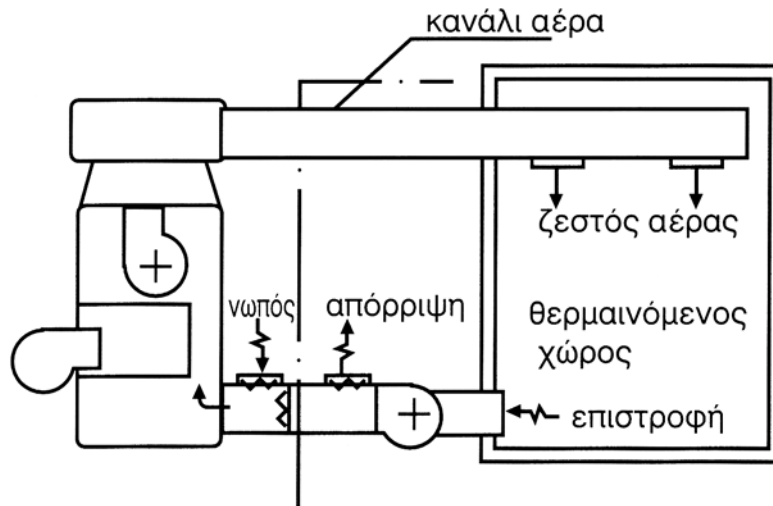 κανάλι αέρα
ζεστός αέρας
νωπός
απόρριψη
θερμαινόμενος
χώρος
επιστροφή